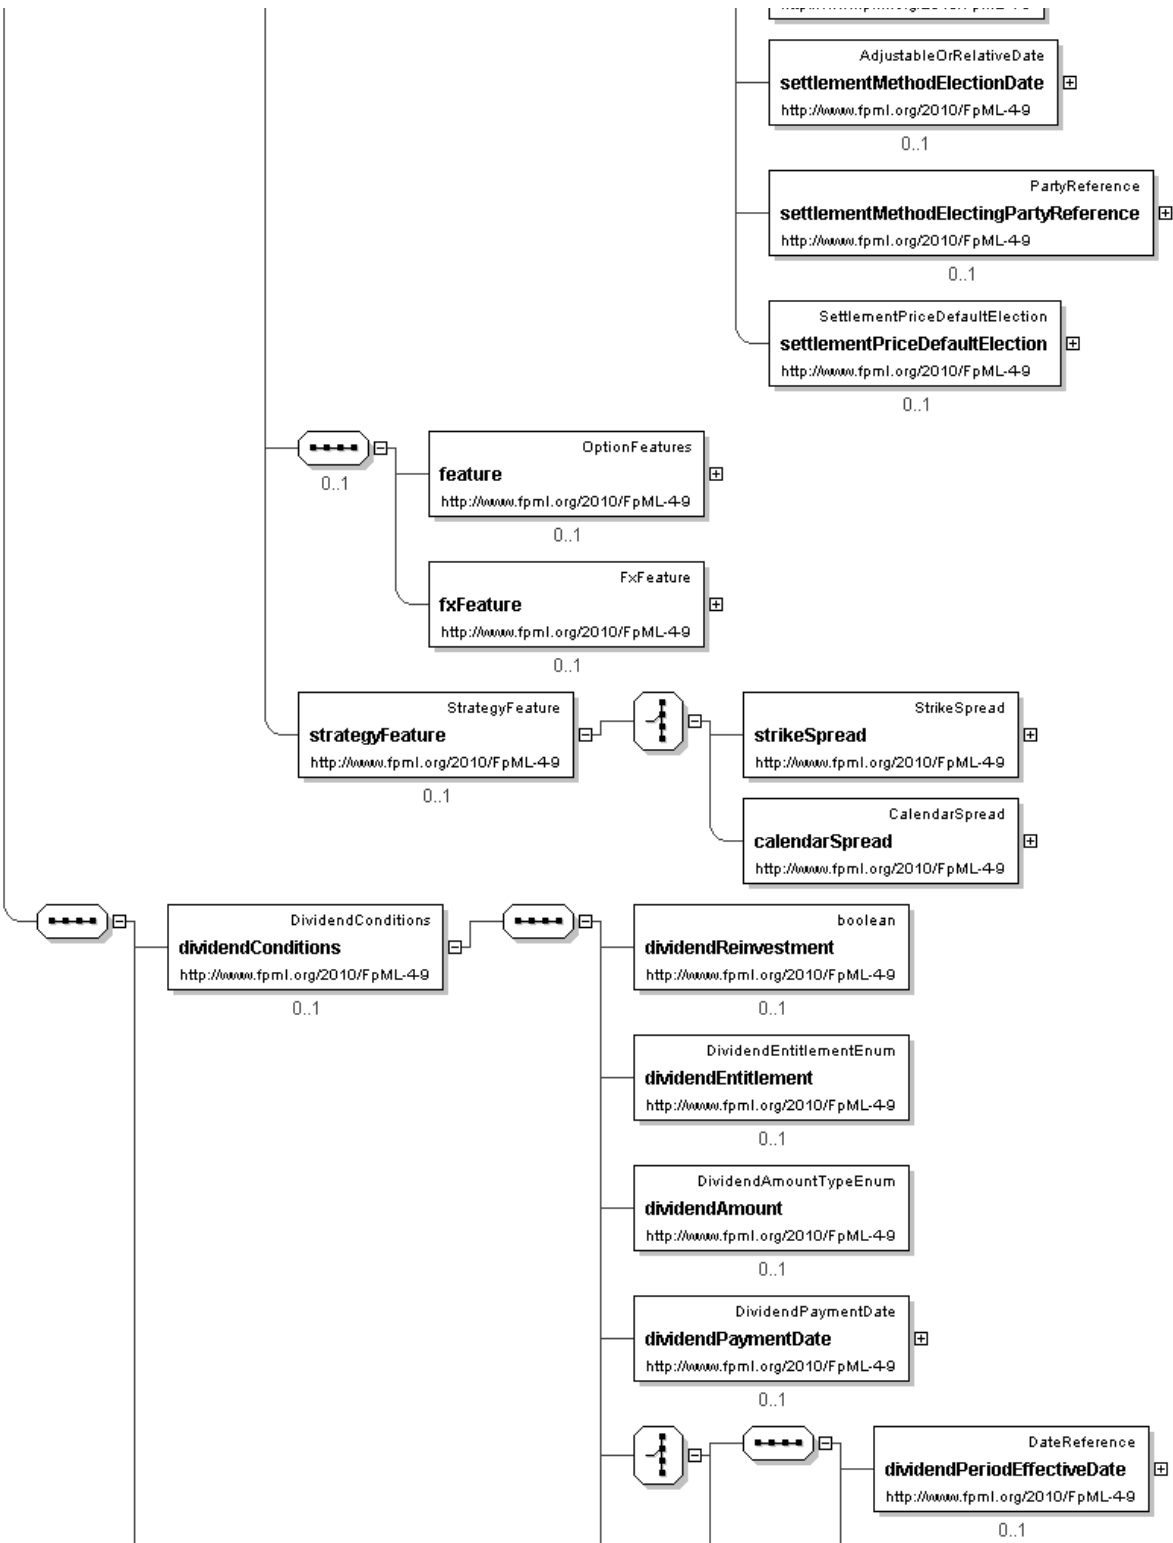 AdjustableOrRelativeDate
settlementMethodElectionDate
http://www.fpml.org/2010/FpML-4-9
0..1
PartyReference
settlementMethodElectingPartyReference
http://www.fpml.org/2010/FpML-4-9
0..1
SettlementPriceDefaultElection
settlementPriceDefaultElection
http://www.fpml.org/2010/FpML-4-9
0..1
0..1
OptionFeatures
feature
http://www.fpml.org/2010/FpML-4-9
0..1
FxFeature
fxFeature
http://www.fpml.org/2010/FpML-4-9
0..1
StrategyFeature
strategyFeature
http://www.fpml.org/2010/FpML-4-9
0..1
StrikeSpread
strikeSpread
http://www.fpml.org/2010/FpML-4-9
CalendarSpread
calendarSpread
http://www.fpml.org/2010/FpML-4-9
DividendConditions
dividendConditions
http://www.fpml.org/2010/FpML-4-9
0..1
boolean
dividendReinvestment
http://www.fpml.org/2010/FpML-4-9
0..1
DividendEntitlementEnum
dividendEntitlement
http://www.fpml.org/2010/FpML-4-9
0..1
DividendAmountTypeEnum
dividendAmount
http://www.fpml.org/2010/FpML-4-9
0..1
DividendPaymentDate
dividendPaymentDate
http://www.fpml.org/2010/FpML-4-9
0..1
DateReference
dividendPeriodEffectiveDate
http://www.fpml.org/2010/FpML-4-9
0..1